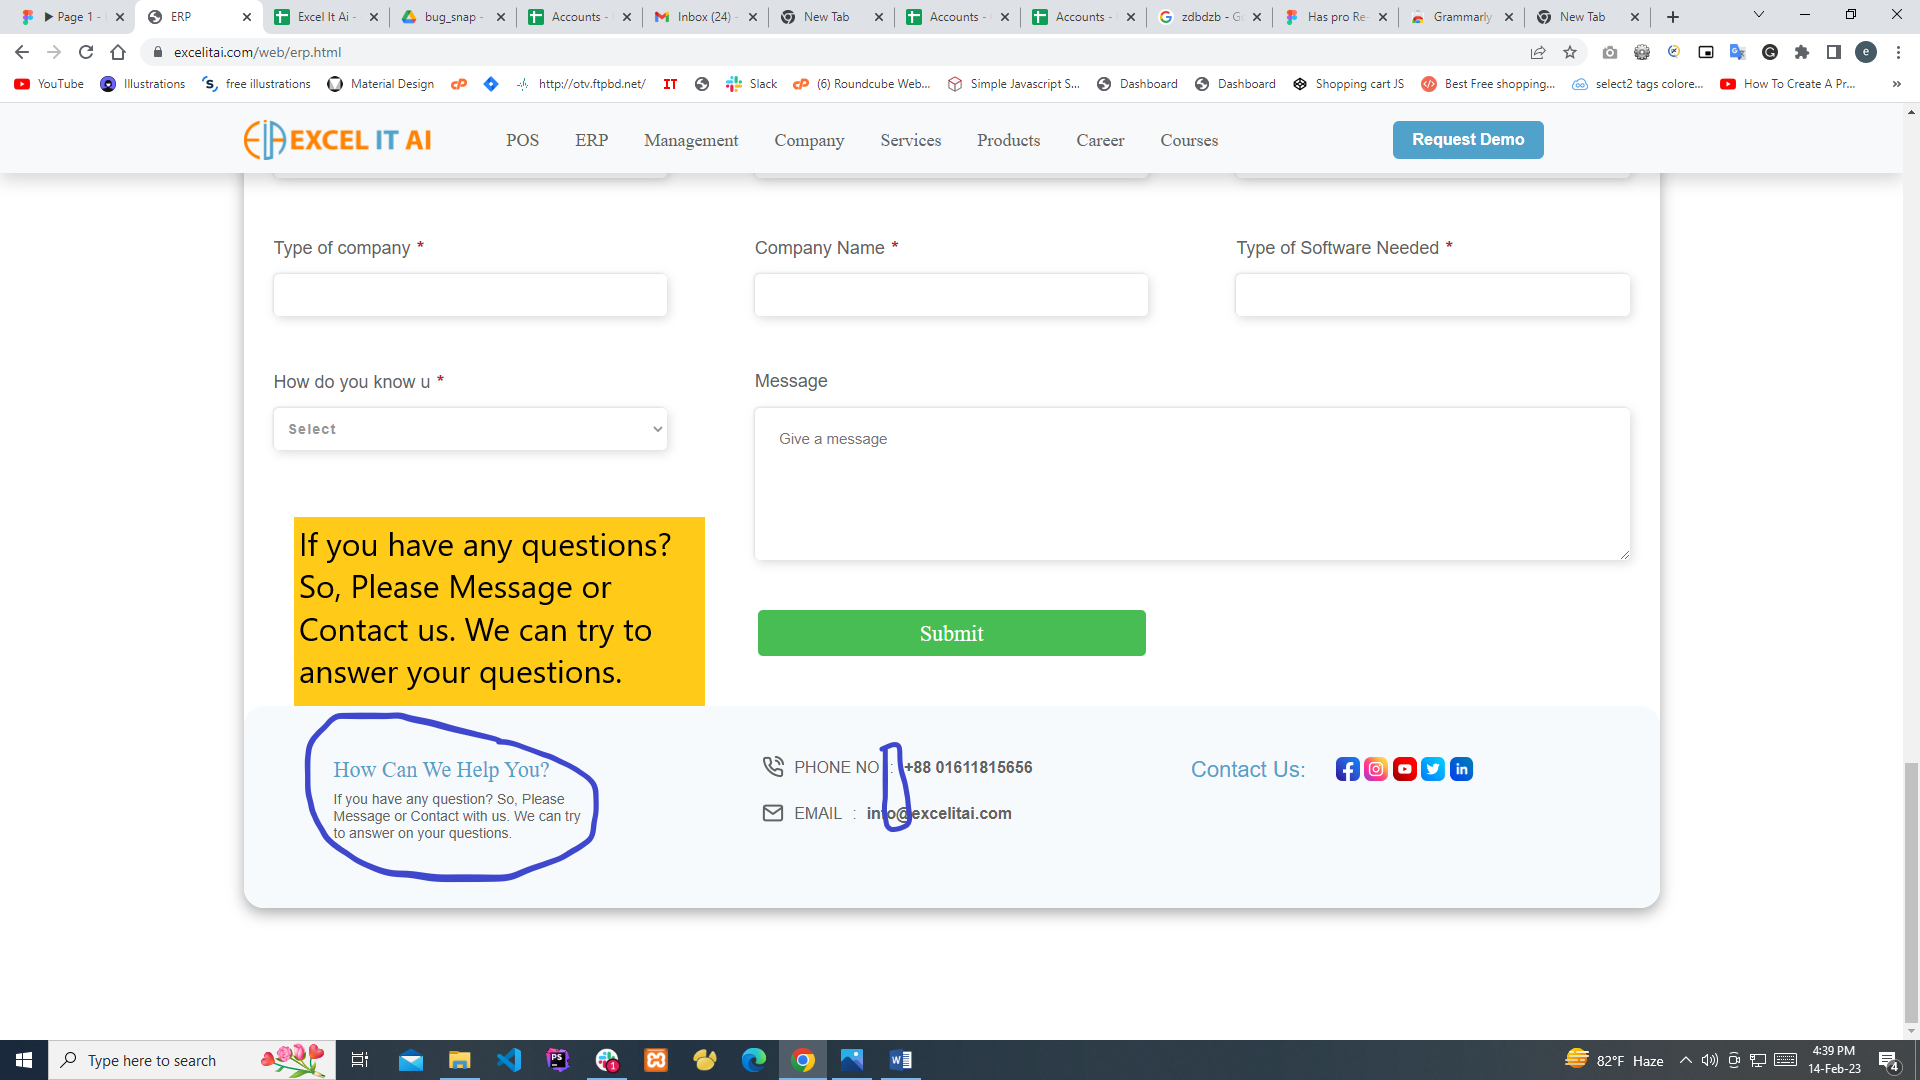 Page 1 -
ERP
Excel It Ai -
bug_snap -
Accounts -
Inbox (24) -
New Tab
Accounts -
Accounts -
zdbdzb - G
Has pro Re
Grammarly
New Tab
excelitai.com/web/erp.html
e
YouTube
Illustrations
free illustrations
Material Design
http://otv.ftpbd.net/
IT
Slack
(6) Roundcube Web...
Simple Javascript S...
Dashboard
Dashboard
Shopping cart JS
Best Free shopping...
select2 tags colore...
How To Create A Pr...
»
EXCEL IT AI
POS
ERP
Management
Company
Services
Products
Career
Courses
Request Demo
Type of company *
Company Name *
Type of Software Needed *
How do you know u *
Select
Message
Give a message
If you have any questions?
So, Please Message or
Contact us. We can try to
answer your questions.
Submit
How Can We Help You?
If you have any question? So, Please
Message or Contact with us. We can try
to answer on your questions.
PHONE NO : +88 01611815656
EMAIL : info@excelitai.com
Contact Us:
Type here to search
1
82°F Haze
4:39 PM
14-Feb-23
4